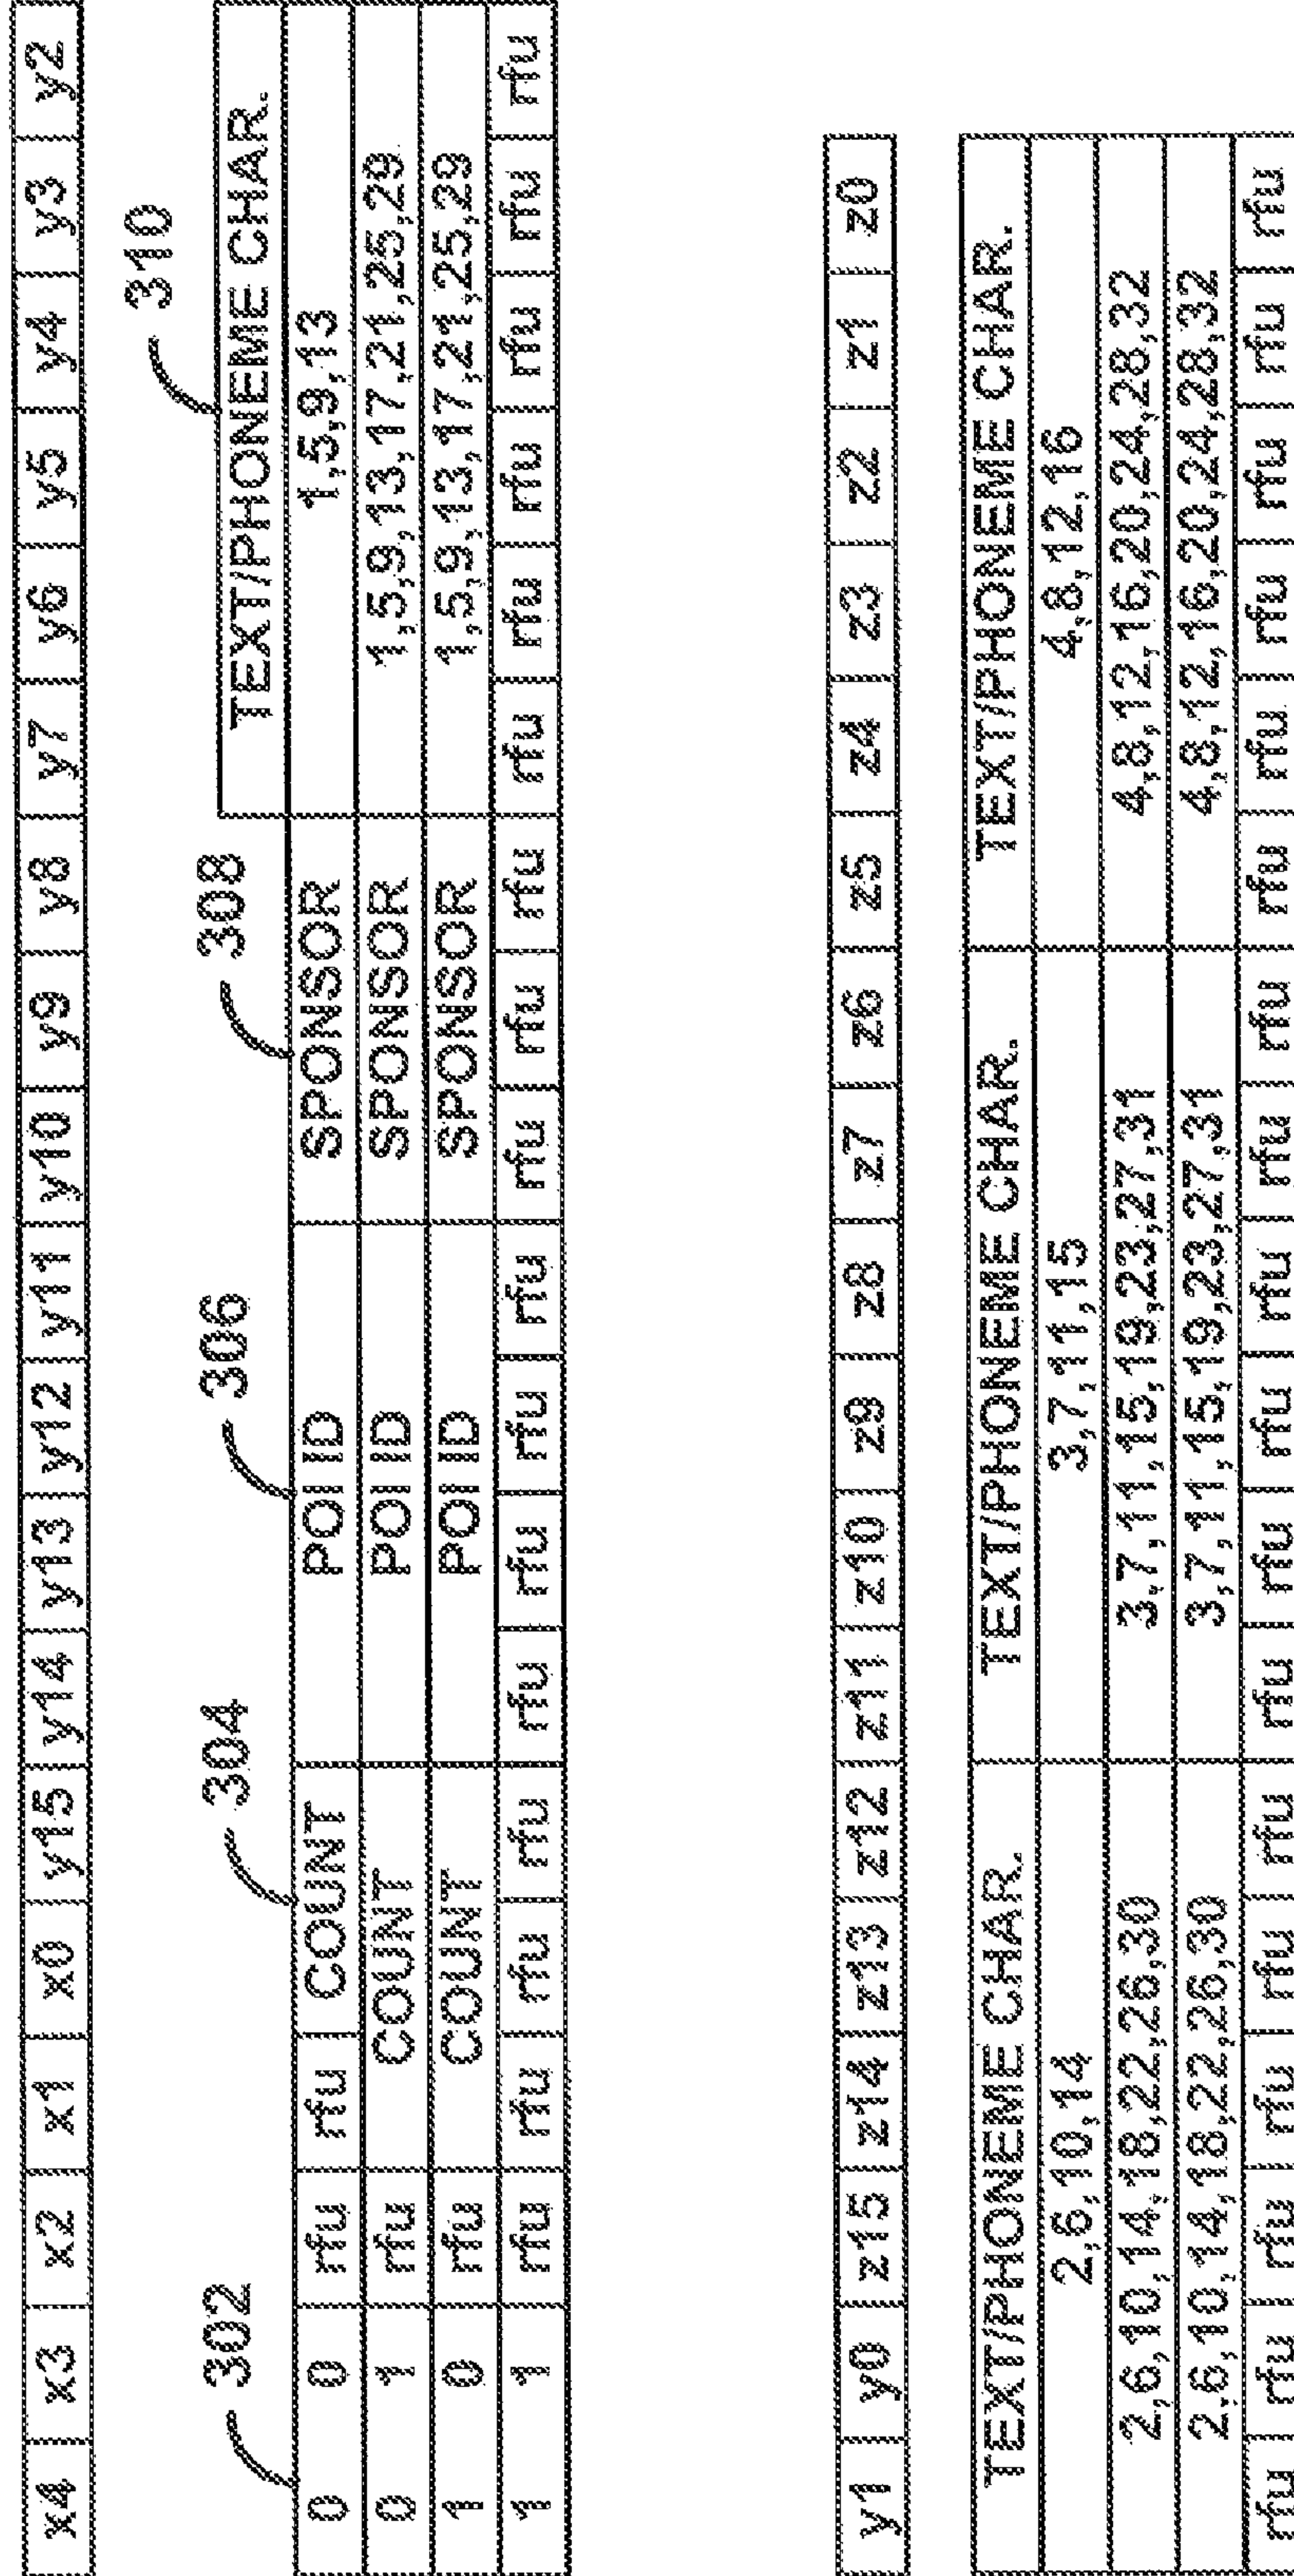 x4 x3 x2 x1 x0 y15 y14 y13 y12 y11 y10 y9 y8 y7 y6 y5 y4 y3 y2
302 304 306 308 310
TEXT/PHONEME CHAR.
0 0 rfu rfu COUNT POI ID SPONSOR 1,5,9,13
0 1 rfu COUNT POI ID SPONSOR 1,5,9,13,17,21,25,29
1 0 rfu COUNT POI ID SPONSOR 1,5,9,13,17,21,25,29
1 1 rfu rfu rfu rfu rfu rfu rfu rfu rfu rfu rfu rfu rfu rfu rfu rfu rfu
y1 y0 z15 z14 z13 z12 z11 z10 z9 z8 z7 z6 z5 z4 z3 z2 z1 z0
TEXT/PHONEME CHAR. TEXT/PHONEME CHAR. TEXT/PHONEME CHAR.
2,6,10,14 3,7,11,15 4,8,12,16
2,6,10,14,18,22,26,30 3,7,11,15,19,23,27,31 4,8,12,16,20,24,28,32
2,6,10,14,18,22,26,30 3,7,11,15,19,23,27,31 4,8,12,16,20,24,28,32
rfu rfu rfu rfu rfu rfu rfu rfu rfu rfu rfu rfu rfu rfu rfu rfu rfu rfu